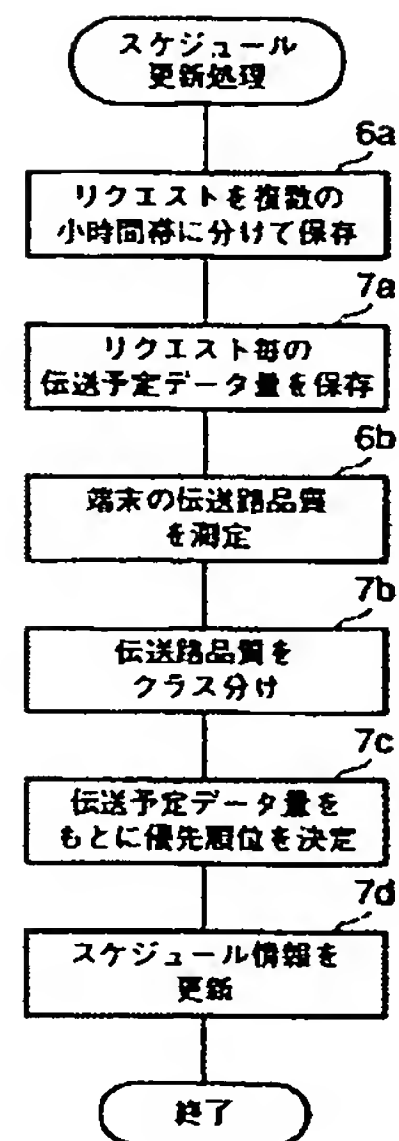 スケジュール
更新処理
6a
リクエストを複数の
小時間帯に分けて保存
7a
リクエスト毎の
伝送予定データ量を保存
6b
端末の伝送路品質
を測定
7b
伝送路品質を
クラス分け
7c
伝送予定データ量を
もとに優先順位を決定
7d
スケジュール情報を
更新
終了